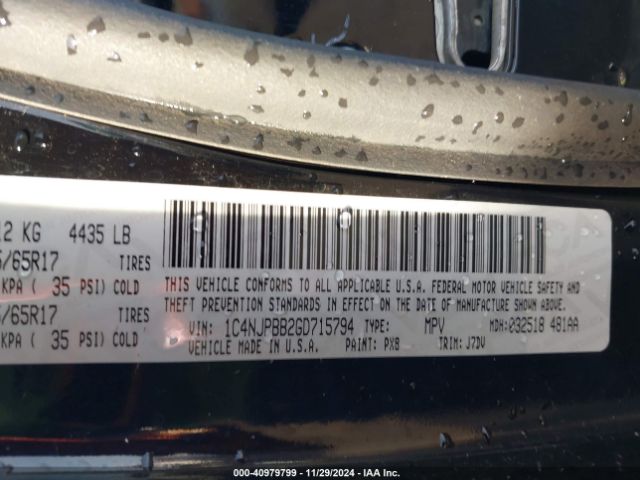 12 KG 4435 LB
5/65R17 TIRES
KPA ( 35 PSI) COLD
5/65R17 TIRES
KPA ( 35 PSI) COLD
THIS VEHICLE CONFORMS TO ALL APPLICABLE U.S.A. FEDERAL MOTOR VEHICLE SAFETY AND
THEFT PREVENTION STANDARDS IN EFFECT ON THE DATE OF MANUFACTURE SHOWN ABOVE.
VIN: 1C4NJPBB2GD715794 TYPE: MPV MDH:032518 481AA
VEHICLE MADE IN U.S.A. PAINT: PX8 TRIM: J7DV
00-40979799 - 11/29/2024 - IAA Inc.